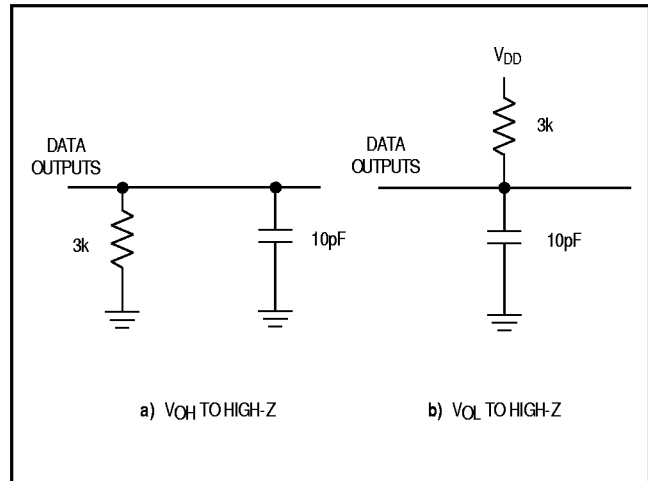 DATA
OUTPUTS
3k
10pF
a) VOH TO HIGH-Z
VDD
3k
DATA
OUTPUTS
10pF
b) VOL TO HIGH-Z